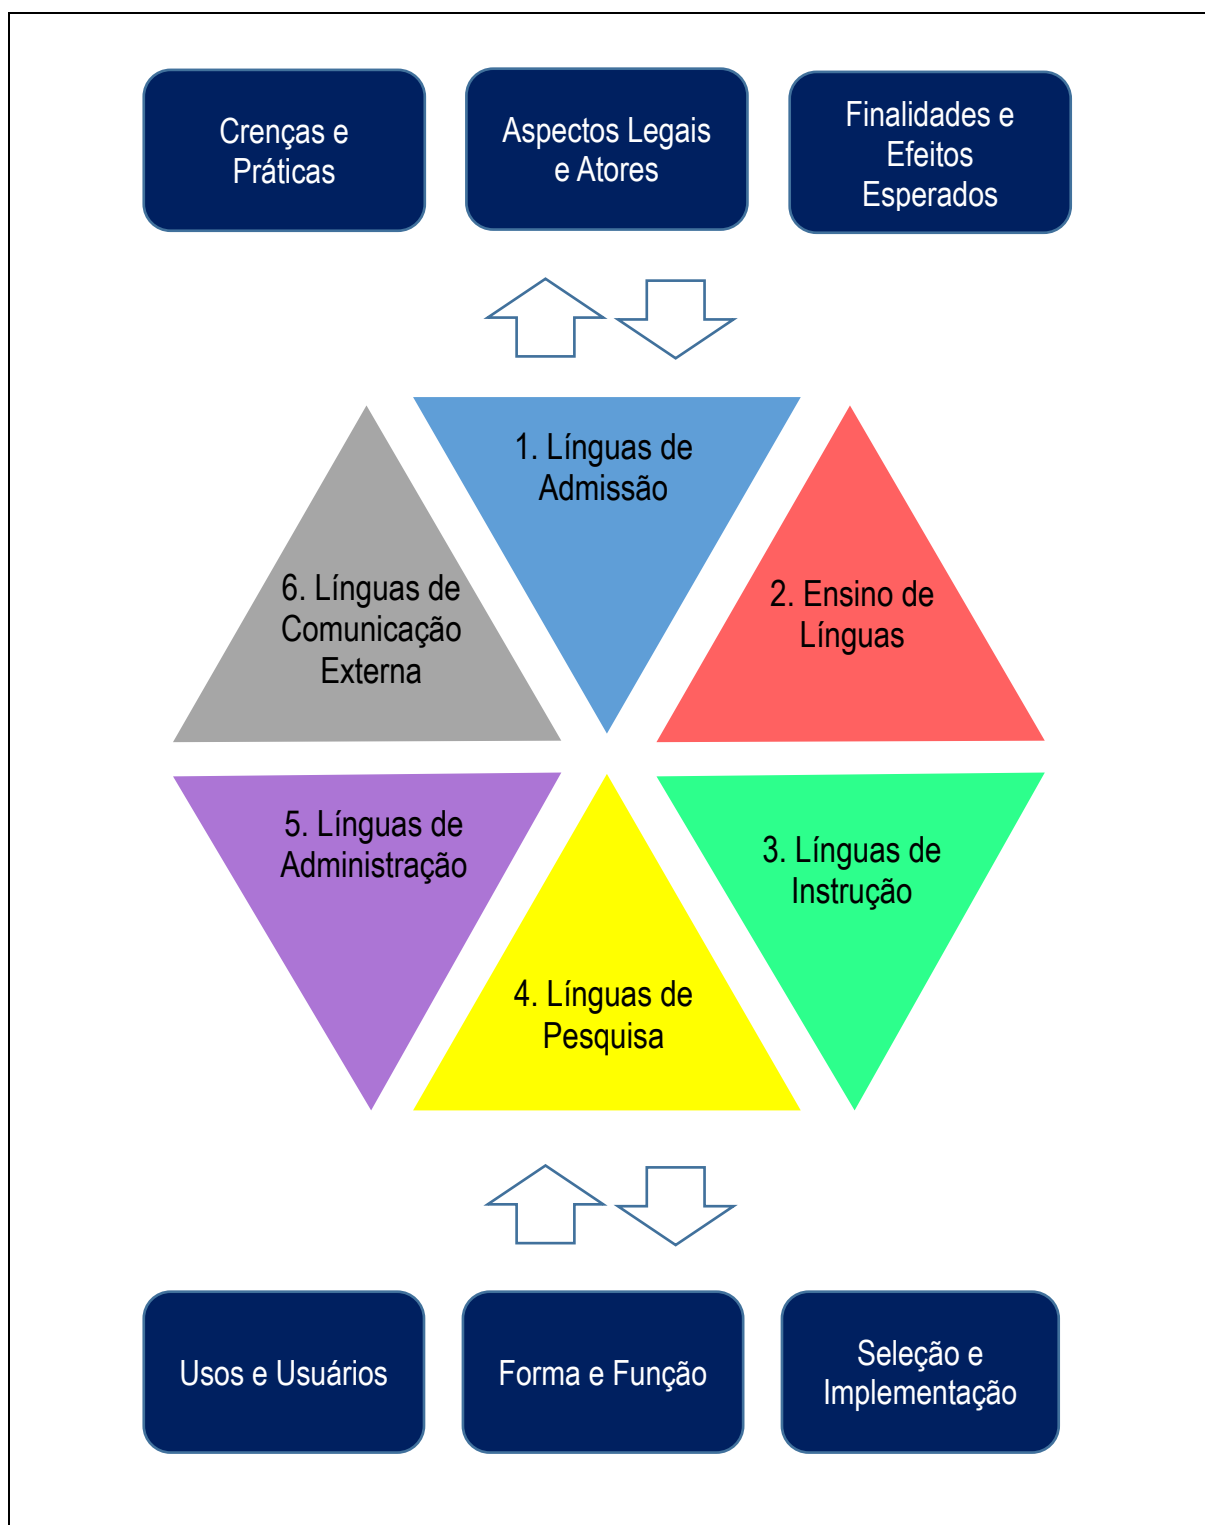 Crenças e
Práticas
Aspectos Legais
e Atores
Finalidades e
Efeitos
Esperados
1. Línguas de
Admissão
2. Ensino de
Línguas
6. Línguas de
Comunicação
Externa
5. Línguas de
Administração
3. Línguas de
Instrução
4. Línguas de
Pesquisa
Usos e Usuários
Forma e Função
Seleção e
Implementação